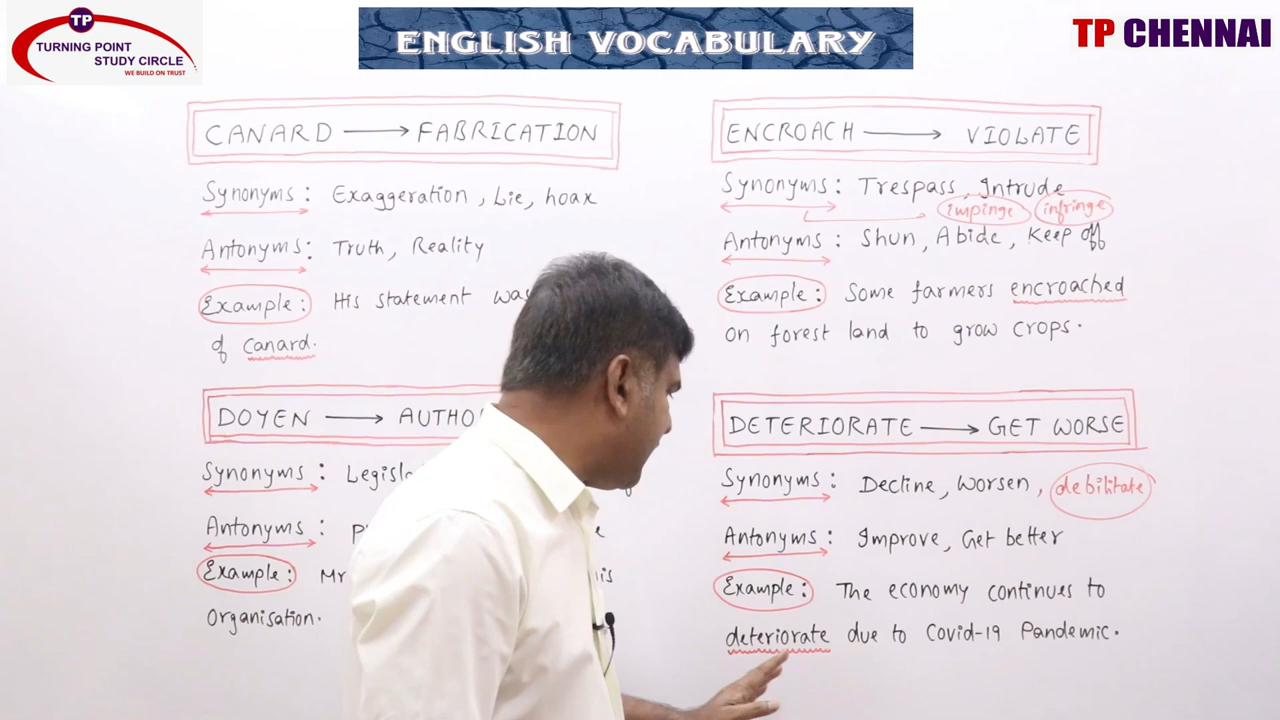 TP
TURNING POINT
STUDY CIRCLE
WE BUILD ON TRUST
ENGLISH VOCABULARY
TP CHENNAI
CANARD → FABRICATION
Synonyms: Exaggeration, Lie, hoax
Antonyms: Truth, Reality
Example: His statement was
of canard.
ENCROACH → VIOLATE
Synonyms: Trespass, Intrude
impinge infringe
Antonyms: Shun, Abide, Keep off
Example: Some farmers encroached
on forest land to grow crops.
DOYEN →
Synonyms:
Antonyms:
Example: Mr
Organisation.
DETERIORATE → GET WORSE
Synonyms: Decline, Worsen, debilitate
Antonyms: Improve, Get better
Example: The economy continues to
deteriorate due to Covid-19 Pandemic.